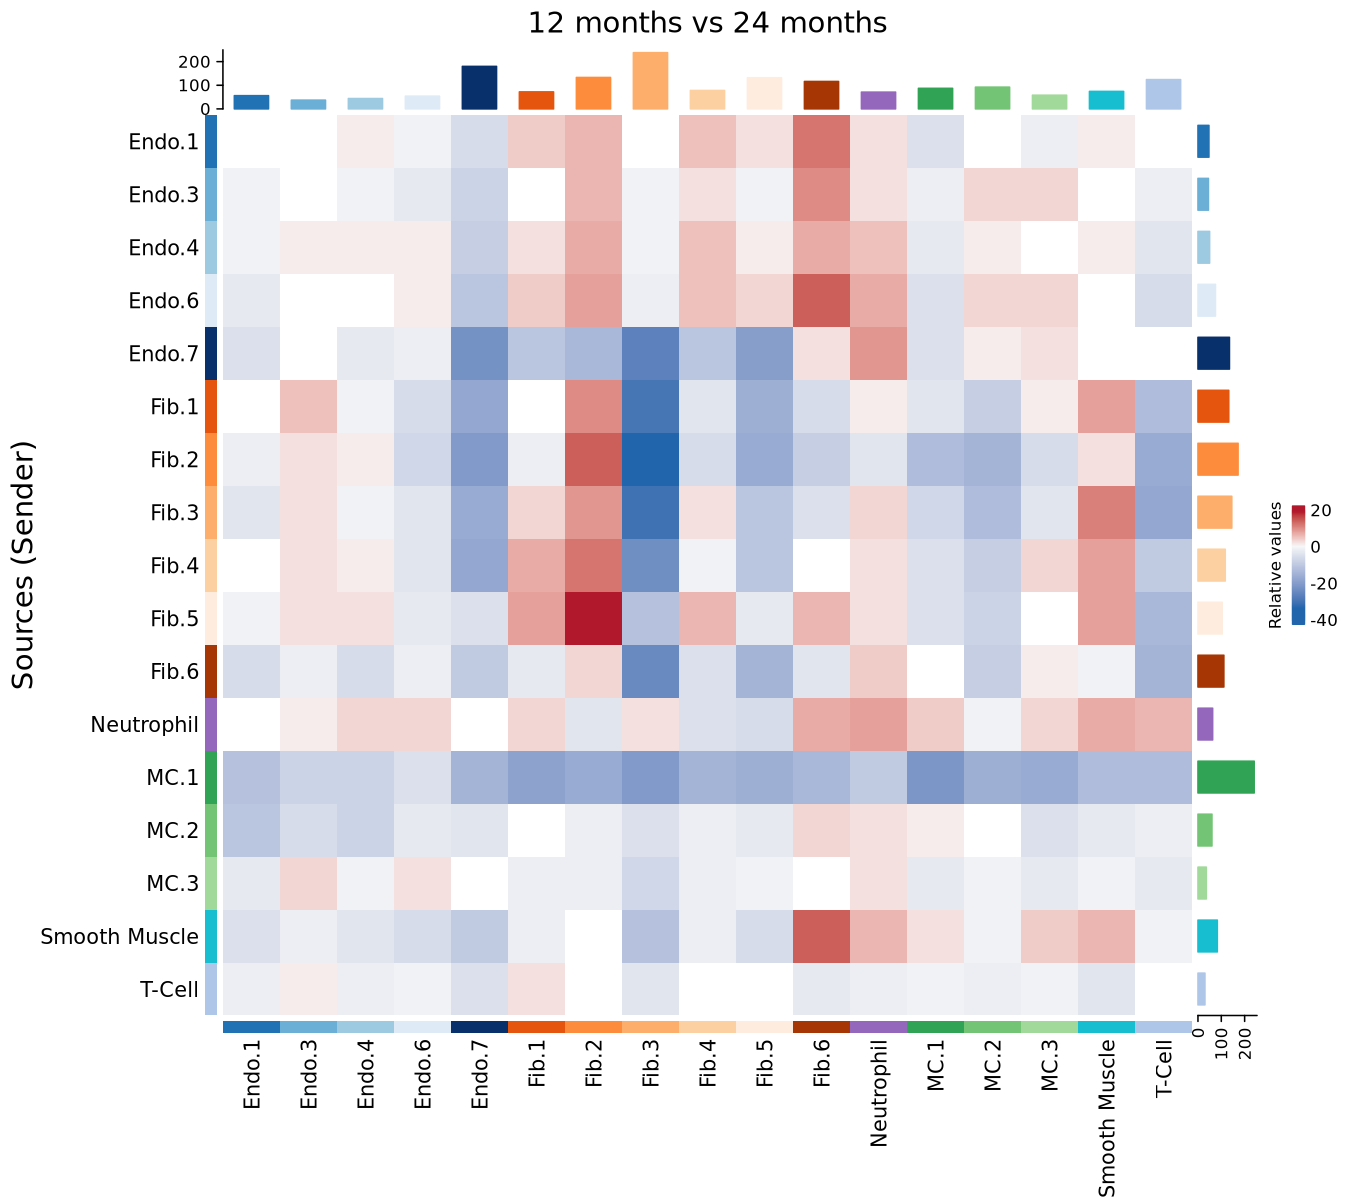 12 months vs 24 months
200
100
0
Endo.1
Endo.3
Endo.4
Endo.6
Endo.7
Fib.1
Fib.2
Fib.3
Fib.4
Fib.5
Fib.6
Neutrophil
MC.1
MC.2
MC.3
Smooth Muscle
T-Cell
Sources (Sender)
Relative values
20
0
-20
-40
0
100
200
Endo.1
Endo.3
Endo.4
Endo.6
Endo.7
Fib.1
Fib.2
Fib.3
Fib.4
Fib.5
Fib.6
Neutrophil
MC.1
MC.2
MC.3
Smooth Muscle
T-Cell